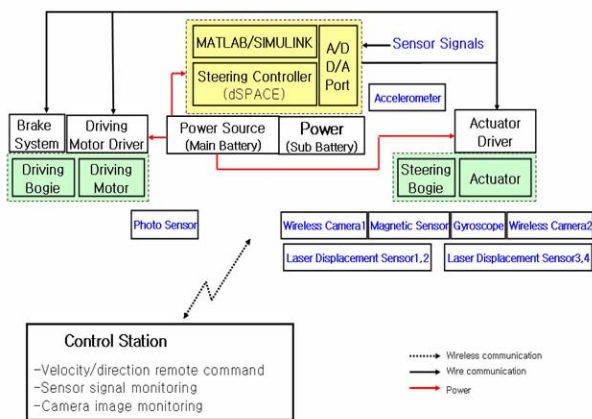 MATLAB/SIMULINK
A/D
D/A
Port
Sensor Signals
Steering Controller
(dSPACE)
Accelerometer
Brake
System
Driving
Motor Driver
Power Source
(Main Battery)
Power
(Sub Battery)
Actuator
Driver
Driving
Bogie
Driving
Motor
Steering
Bogie
Actuator
Photo Sensor
Wireless Camera1
Magnetic Sensor
Gyroscope
Wireless Camera2
Laser Displacement Sensor1,2
Laser Displacement Sensor3,4
Control Station
-Velocity/direction remote command
-Sensor signal monitoring
-Camera image monitoring
Wireless communication
Wire communication
Power